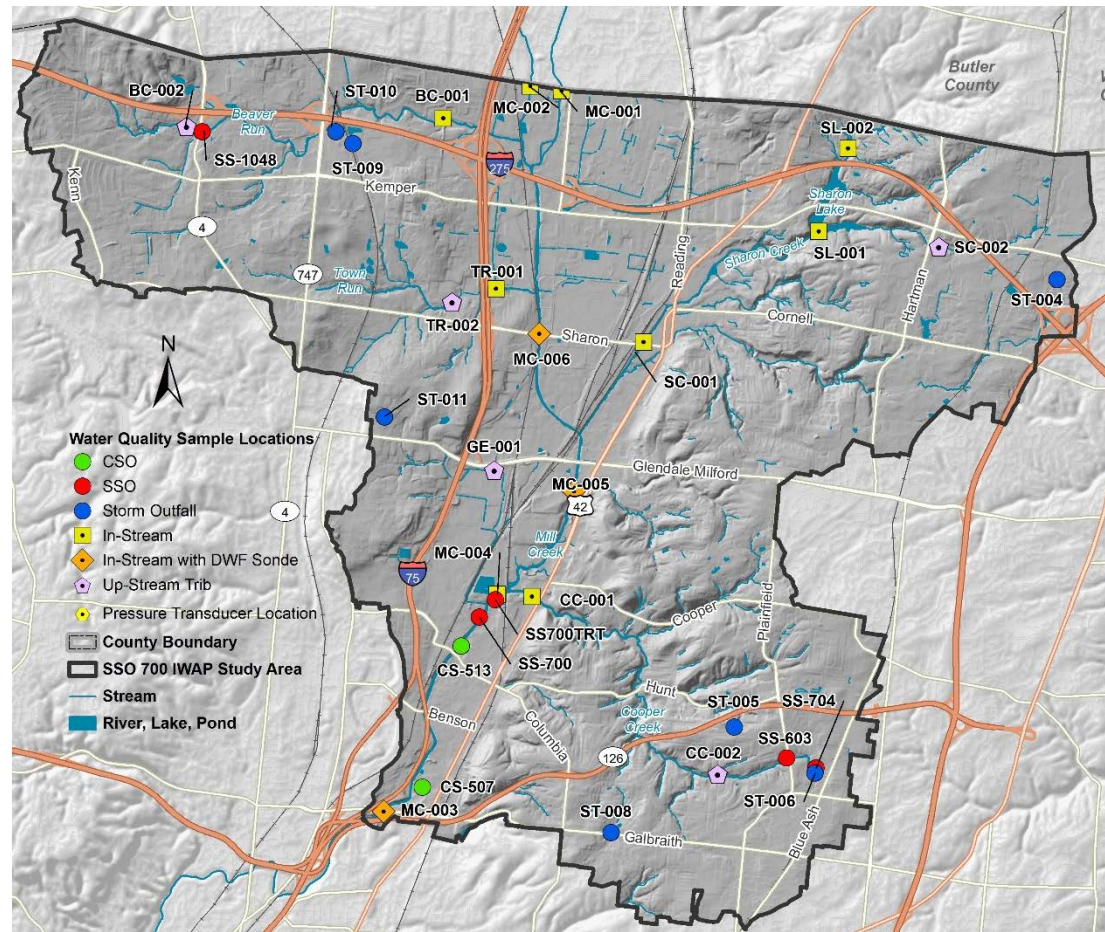 Butler
County
BC-002
ST-010
BC-001
MC-002
MC-001
Beaver
Run
SL-002
SS-1048
ST-009
275
Kemper
Kenn
Sharon
Lake
4
Reading
Sharon Creek
SL-001
SC-002
Hartman
747
Town
Run
TR-001
ST-004
TR-002
Cornell
Sharon
MC-006
N
SC-001
ST-011
GE-001
Glendale Milford
MC-005
42
Water Quality Sample Locations
CSO
SSO
Storm Outfall
In-Stream
In-Stream with DWF Sonde
Up-Stream Trib
Pressure Transducer Location
County Boundary
SSO 700 IWAP Study Area
Stream
River, Lake, Pond
4
Mill
Creek
MC-004
75
CC-001
Cooper
Plainfield
SS700TRT
SS-700
CS-513
Hunt
Benson
Columbia
Cooper
Creek
ST-005
SS-704
SS-603
126
CC-002
CS-507
MC-003
ST-006
ST-008
Galbraith
Blue Ash